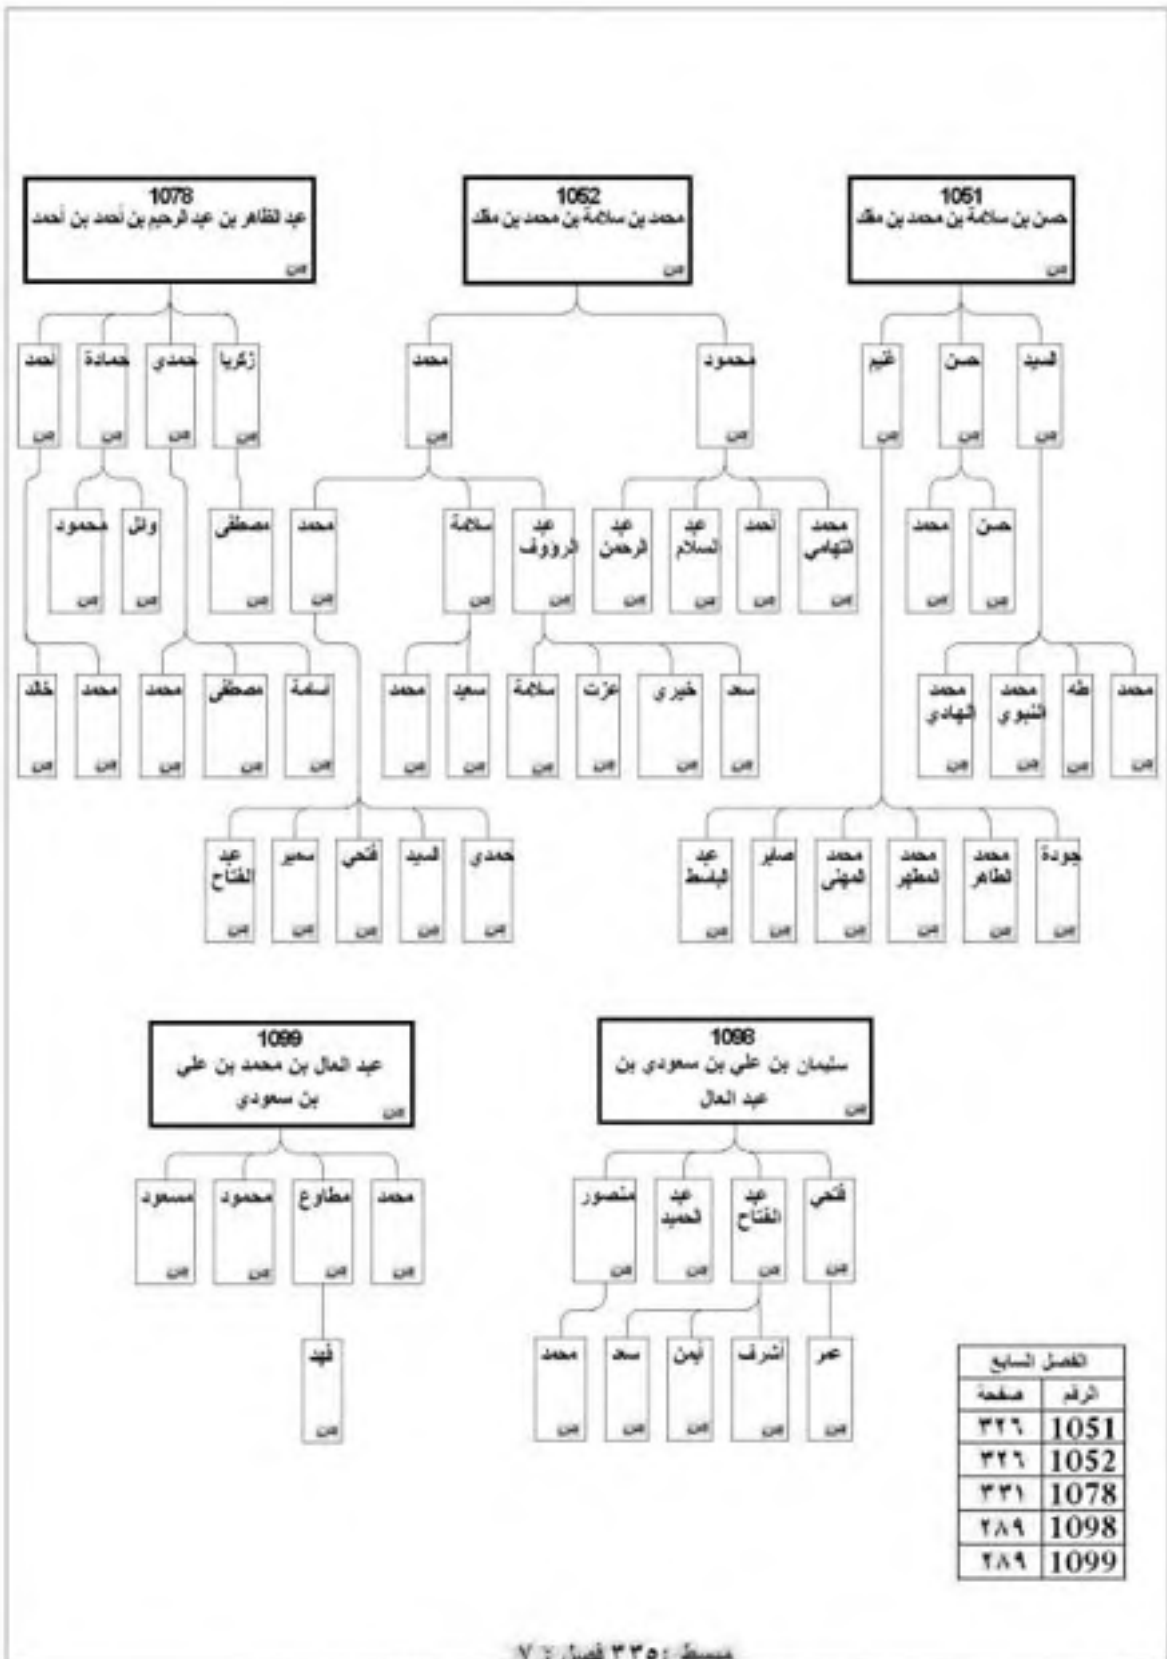 1051
حسن بن سلامة بن محمد بن مقلد
ص
1052
محمد بن سلامة بن محمد بن مقلد
ص
1078
عبد الظاهر بن عبد الرحيم بن أحمد بن أحمد
ص
السيد
ص
حسن
ص
غنيم
ص
محمود
ص
محمد
ص
زكريا
ص
حمدي
ص
حمادة
ص
أحمد
ص
حسن
ص
محمد
ص
محمد
التهامي
ص
أحمد
ص
عبد
السلام
ص
عبد
الرحمن
ص
عبد
الرؤوف
ص
سلامة
ص
محمد
ص
مصطفى
ص
وائل
ص
محمود
ص
محمد
ص
طه
ص
محمد
النبوي
ص
محمد
الهادي
ص
سعد
ص
خيري
ص
عزت
ص
سلامة
ص
سعيد
ص
محمد
ص
أسامة
ص
مصطفى
ص
محمد
ص
محمد
ص
خالد
ص
جودة
ص
محمد
الطاهر
ص
محمد
المطهر
ص
محمد
المهنى
ص
صابر
ص
عبد
الباسط
ص
حمدي
ص
السيد
ص
فتحي
ص
سمير
ص
عبد
الفتاح
ص
1098
سليمان بن علي بن سعودي بن
عبد العال
ص
1099
عبد العال بن محمد بن علي
بن سعودي
ص
فتحي
ص
عبد
الفتاح
ص
عبد
الحميد
ص
منصور
ص
محمد
ص
مطاوع
ص
محمود
ص
مسعود
ص
عمر
ص
أشرف
ص
أيمن
ص
سعد
ص
محمد
ص
فهد
ص
الفصل السابع
الرقم صفحة
1051 ٣٢٦
1052 ٣٢٦
1078 ٣٣١
1098 ٢٨٩
1099 ٢٨٩
مبسط : ٣٣٥ فصل : ٧